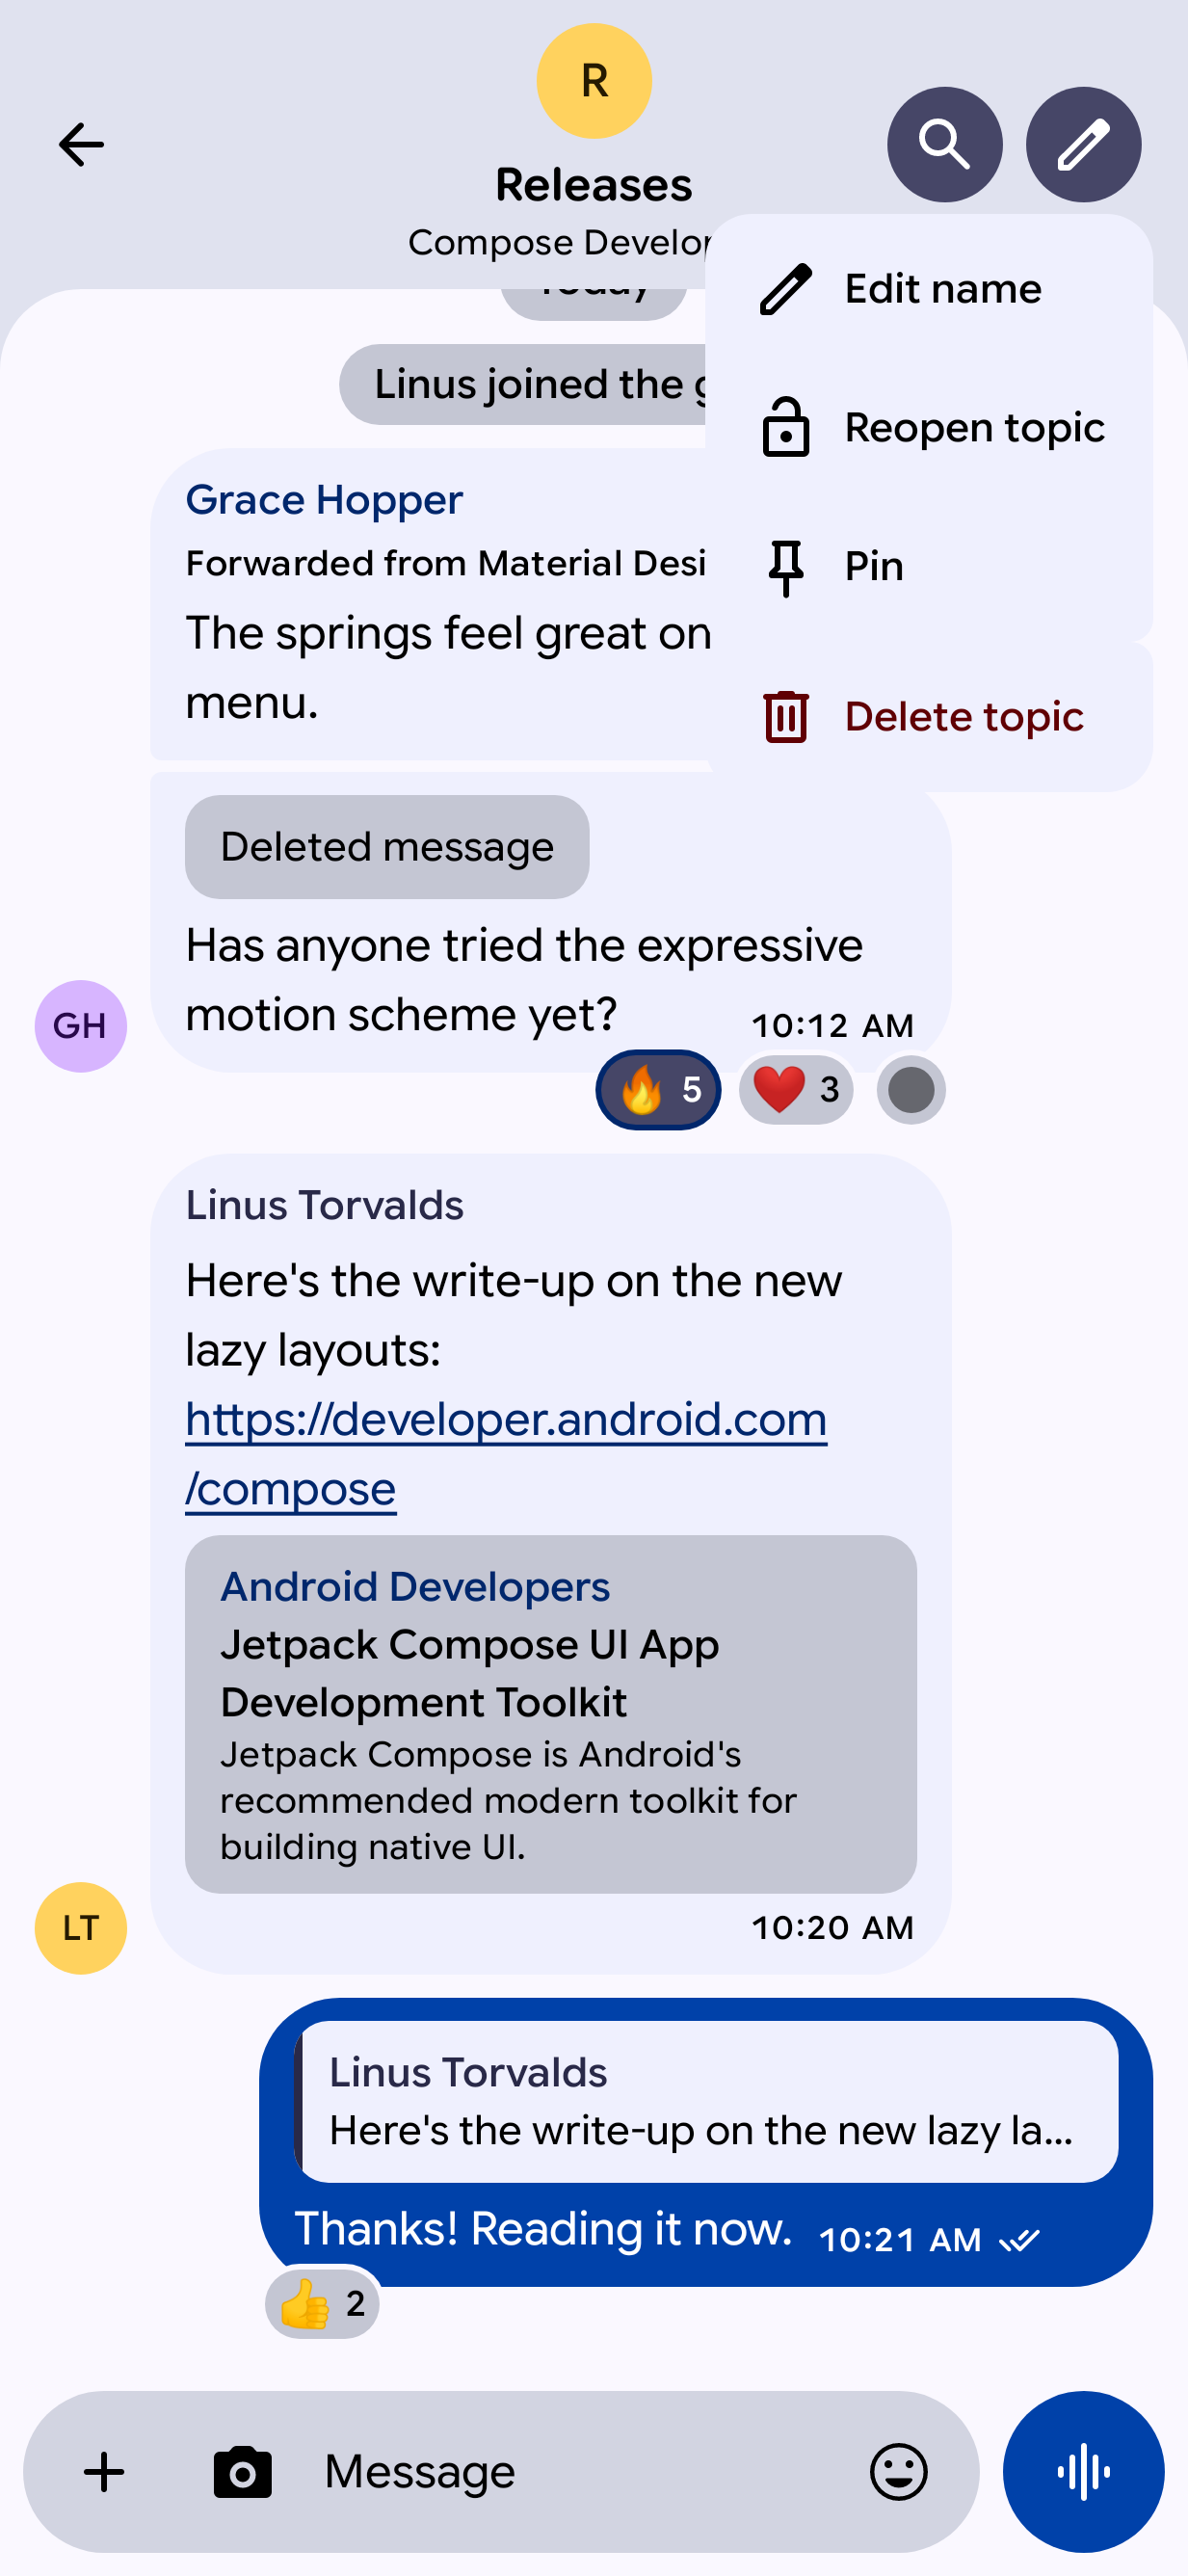 R
Releases
Compose Develop
Today
Linus joined the g
Edit name
Reopen topic
Pin
Delete topic
Grace Hopper
Forwarded from Material Desi
The springs feel great on
menu.
Deleted message
Has anyone tried the expressive
motion scheme yet?
10:12 AM
GH
5
3
Linus Torvalds
Here's the write-up on the new
lazy layouts:
https://developer.android.com
/compose
Android Developers
Jetpack Compose UI App
Development Toolkit
Jetpack Compose is Android's
recommended modern toolkit for
building native UI.
10:20 AM
LT
Linus Torvalds
Here's the write-up on the new lazy la...
Thanks! Reading it now. 10:21 AM
2
Message